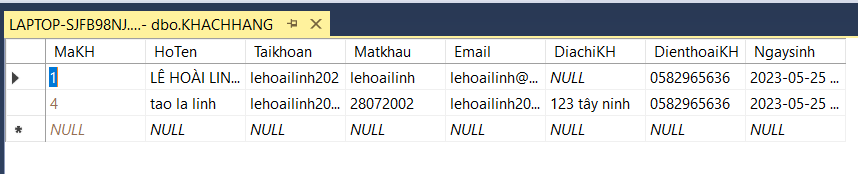 LAPTOP-SJFB98NJ....- dbo.KHACHHANG
MaKH HoTen Taikhoan Matkhau Email DiachiKH DienthoaiKH Ngaysinh
1 LÊ HOÀI LIN... lehoailinh202 lehoailinh lehoailinh@... NULL 0582965636 2023-05-25 ...
4 tao la linh lehoailinh20... 28072002 lehoailinh20... 123 tây ninh 0582965636 2023-05-25 ...
NULL NULL NULL NULL NULL NULL NULL NULL